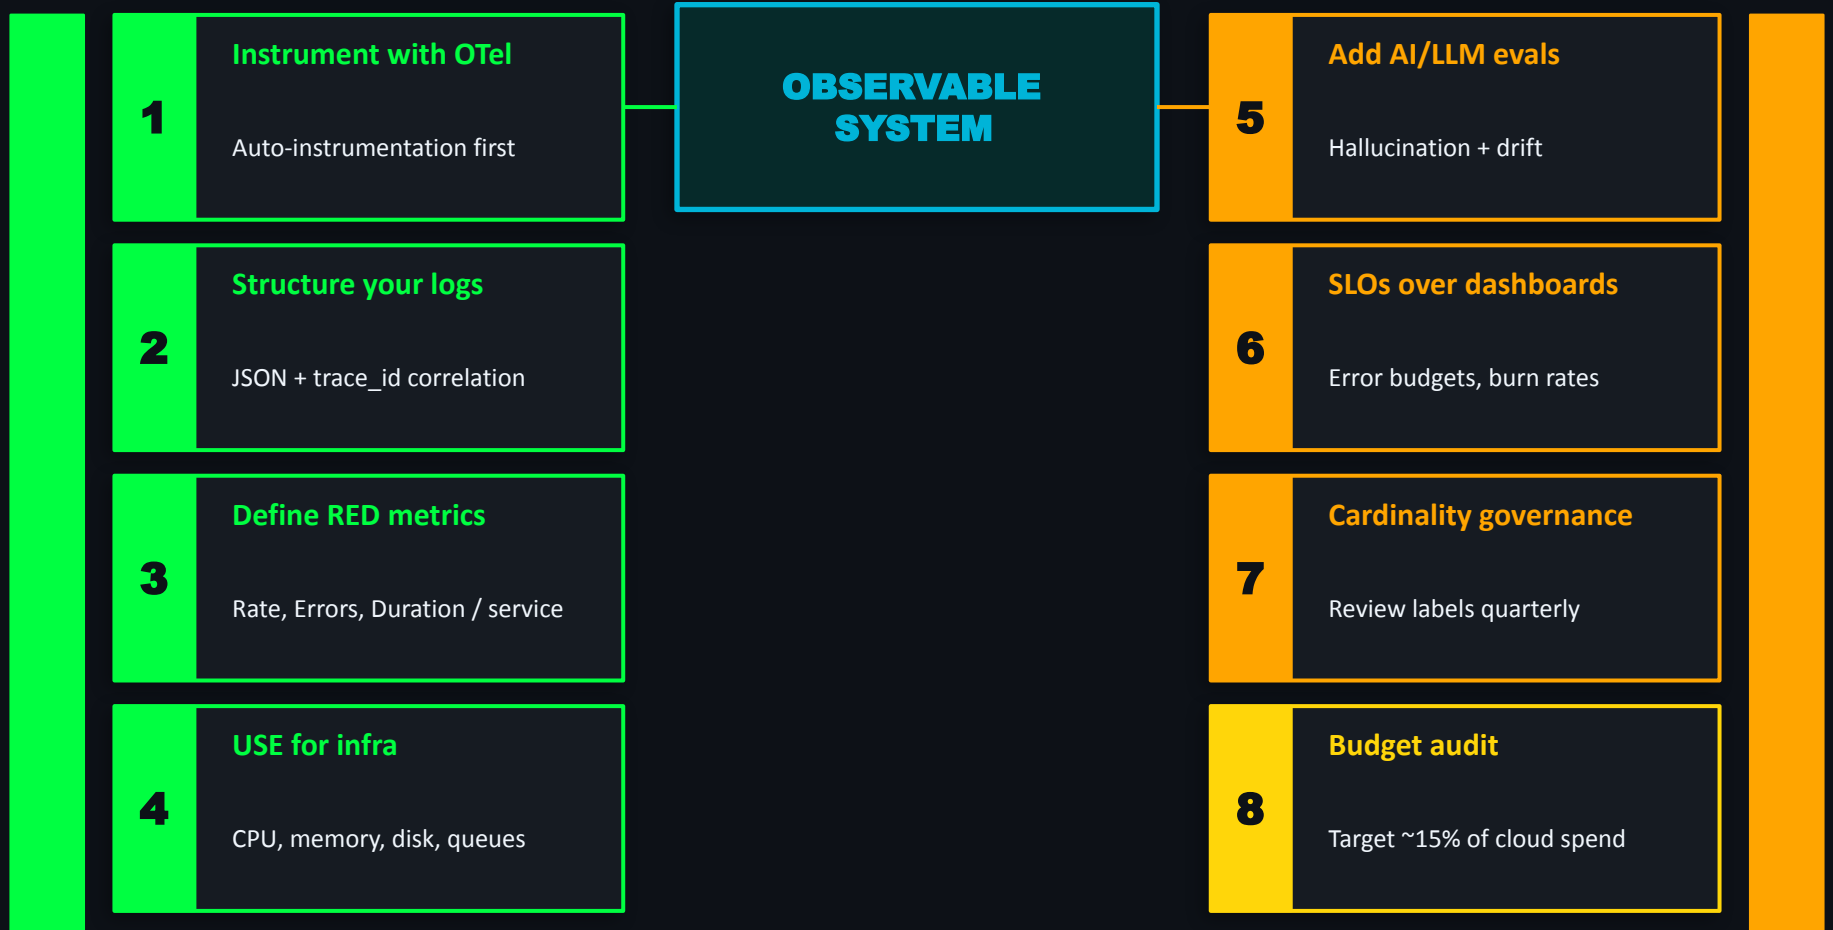 OBSERVABLE
SYSTEM
1
Instrument with OTel
Auto-instrumentation first
2
Structure your logs
JSON + trace_id correlation
3
Define RED metrics
Rate, Errors, Duration / service
4
USE for infra
CPU, memory, disk, queues
5
Add AI/LLM evals
Hallucination + drift
6
SLOs over dashboards
Error budgets, burn rates
7
Cardinality governance
Review labels quarterly
8
Budget audit
Target ~15% of cloud spend